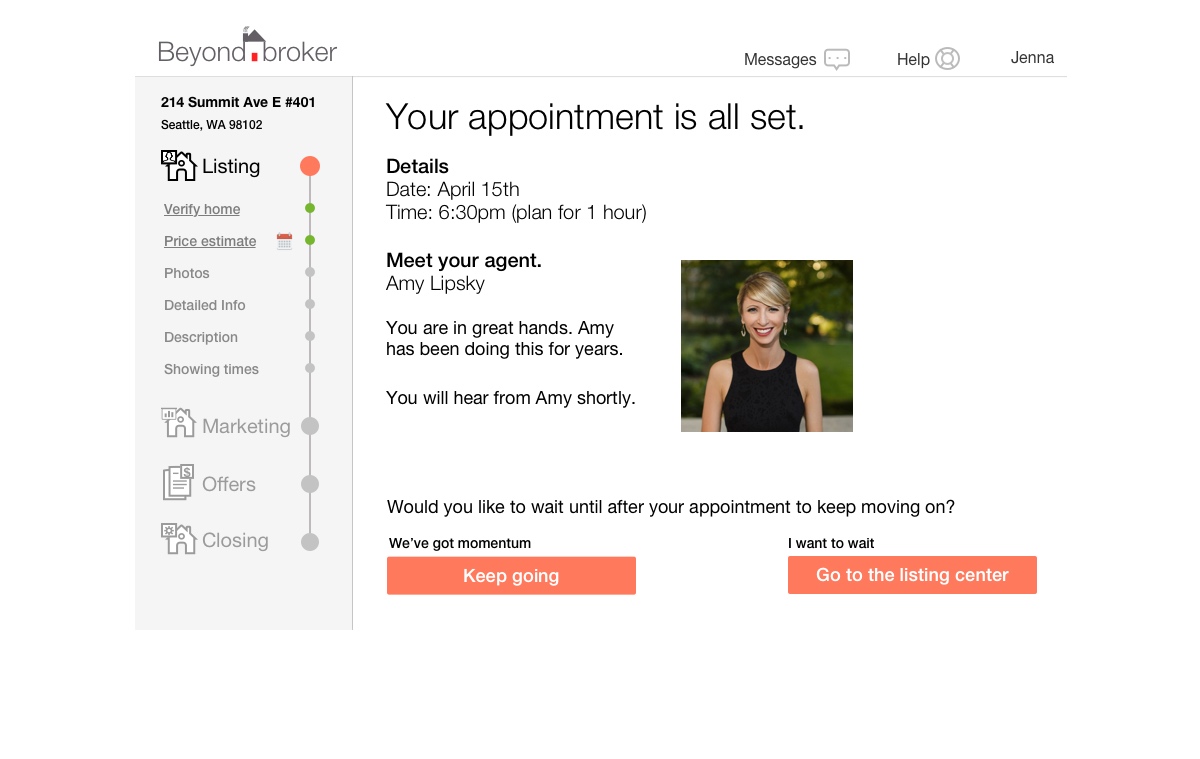 Beyond broker
Messages
Help
Jenna
214 Summit Ave E #401
Seattle, WA 98102
Listing
Verify home
Price estimate
Photos
Detailed Info
Description
Showing times
Marketing
$
Offers
Closing
Your appointment is all set.
Details
Date: April 15th
Time: 6:30pm (plan for 1 hour)
Meet your agent.
Amy Lipsky
You are in great hands. Amy
has been doing this for years.
You will hear from Amy shortly.
Would you like to wait until after your appointment to keep moving on?
We’ve got momentum
Keep going
I want to wait
Go to the listing center